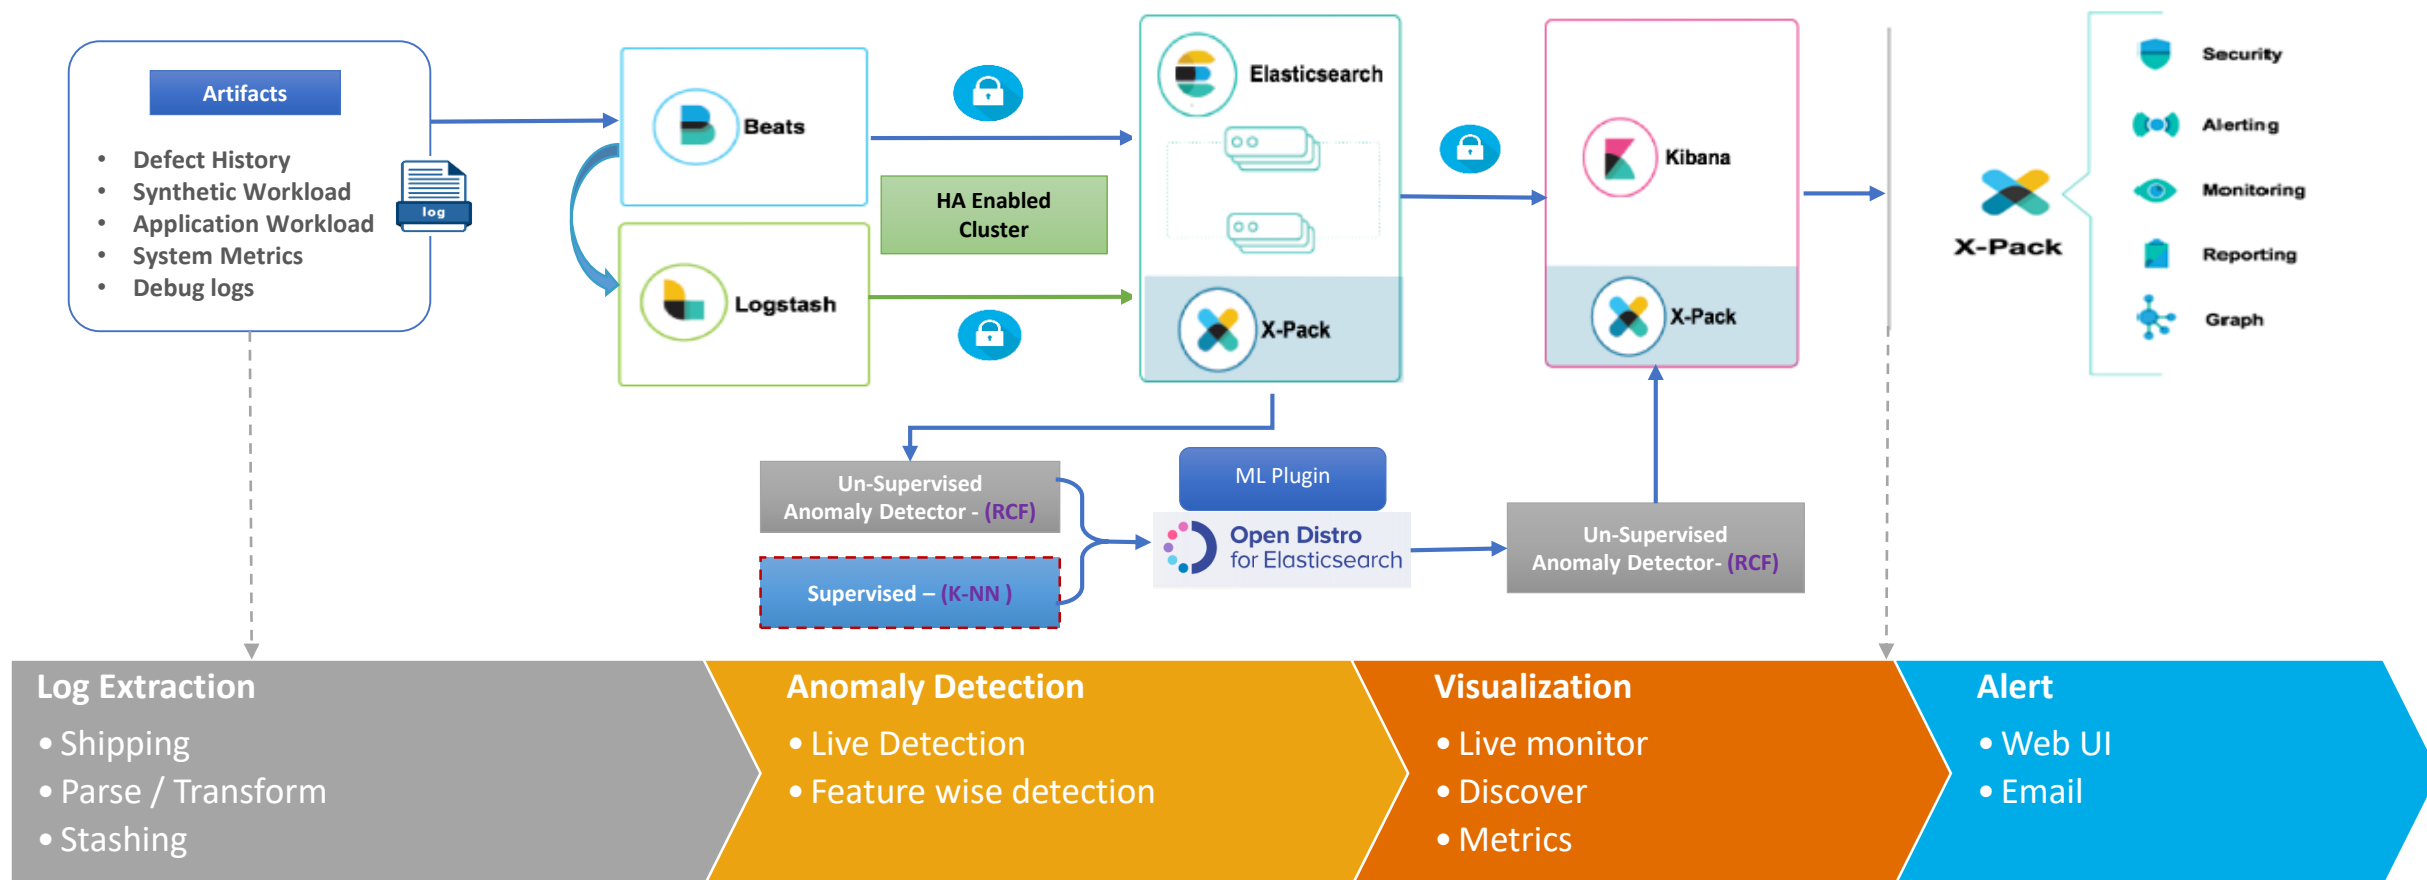 Artifacts
• Defect History
• Synthetic Workload
• Application Workload
• System Metrics
• Debug logs
log
Beats
Logstash
HA Enabled
Cluster
Elasticsearch
X-Pack
Kibana
X-Pack
X-Pack
Security
Alerting
Monitoring
Reporting
Graph
Un-Supervised
Anomaly Detector - (RCF)
Supervised – (K-NN )
ML Plugin
Open Distro
for Elasticsearch
Un-Supervised
Anomaly Detector- (RCF)
Log Extraction
• Shipping
• Parse / Transform
• Stashing
Anomaly Detection
• Live Detection
• Feature wise detection
Visualization
• Live monitor
• Discover
• Metrics
Alert
• Web UI
• Email